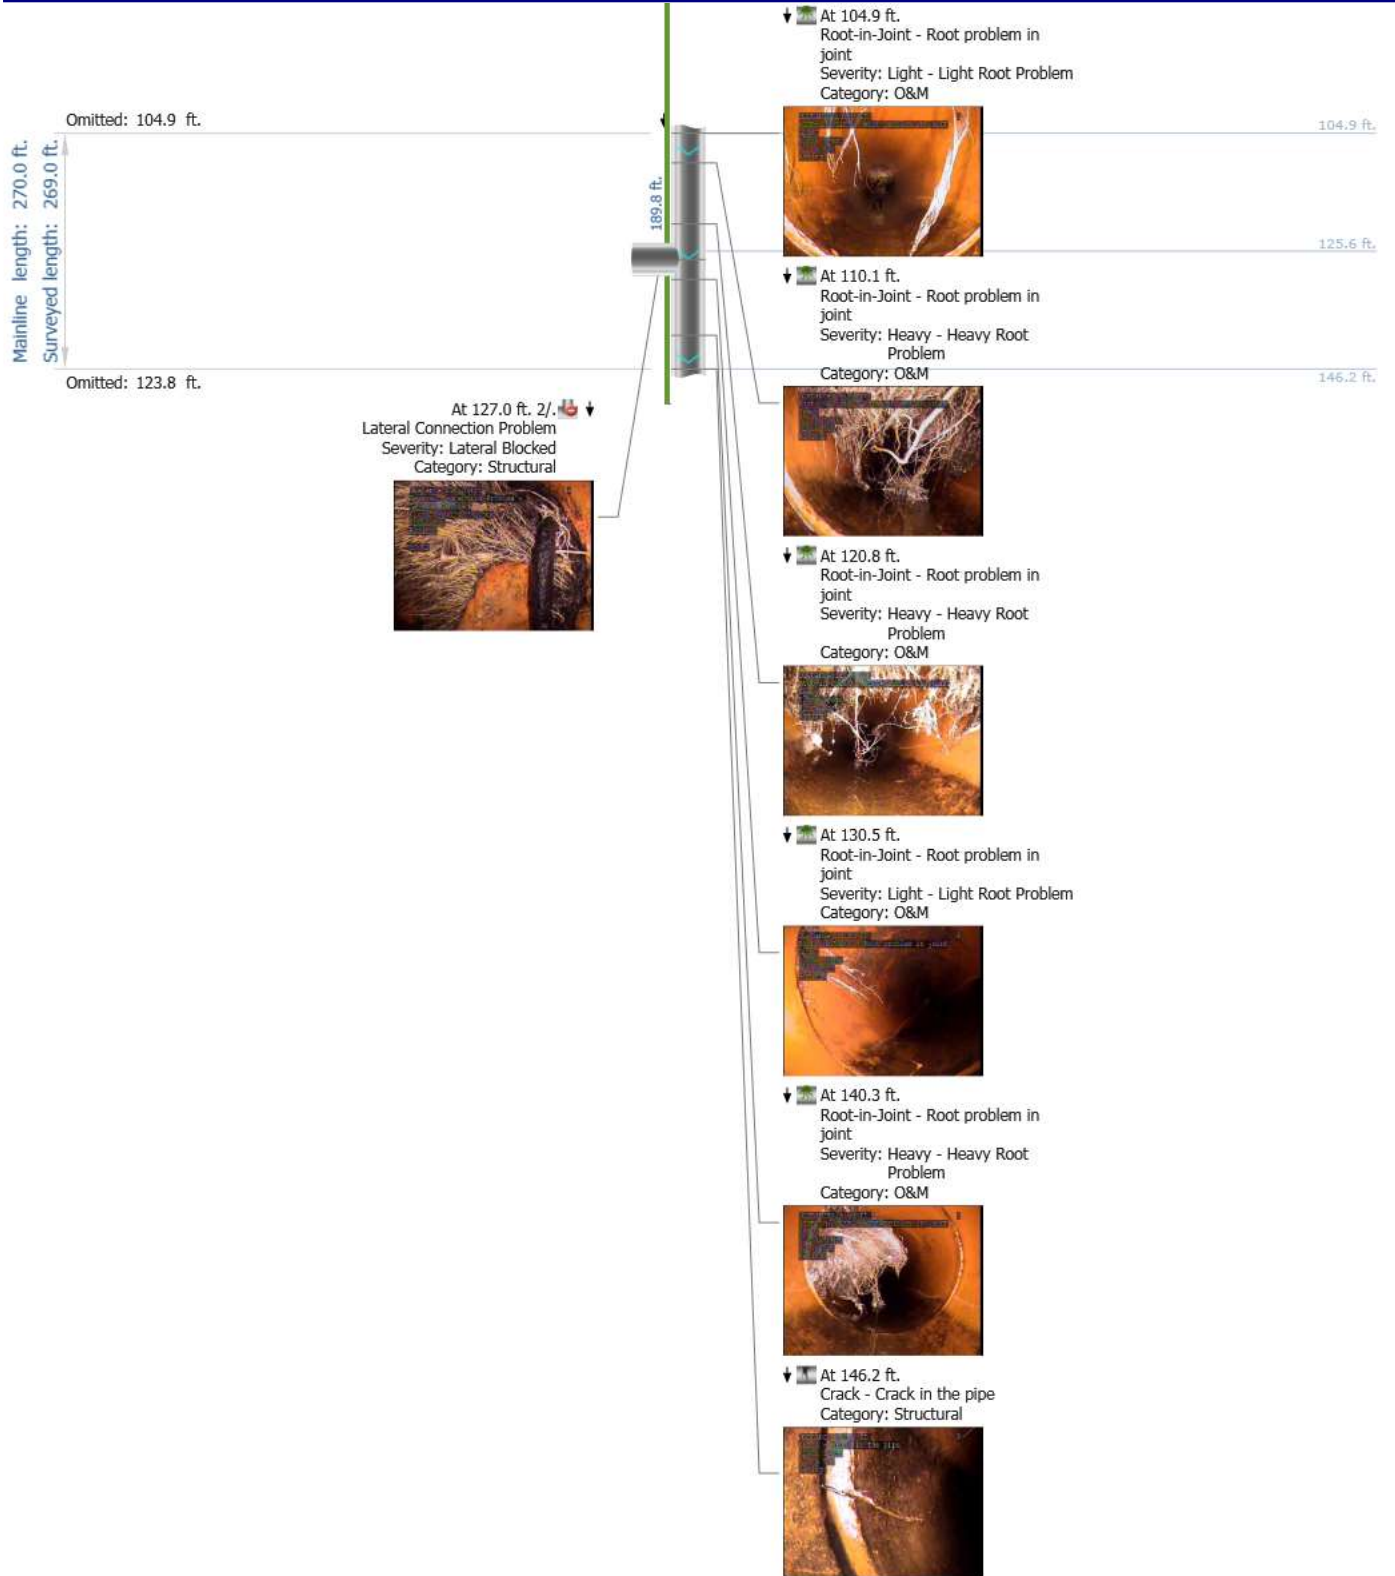 At 104.9 ft.
Root-in-Joint - Root problem in
joint
Severity: Light - Light Root Problem
Category: O&M
Omitted: 104.9 ft.
104.9 ft.
Mainline length: 270.0 ft.
Surveyed length: 269.0 ft.
189.8 ft.
125.6 ft.
At 110.1 ft.
Root-in-Joint - Root problem in
joint
Severity: Heavy - Heavy Root
Problem
Category: O&M
146.2 ft.
Omitted: 123.8 ft.
At 127.0 ft. 2/.
Lateral Connection Problem
Severity: Lateral Blocked
Category: Structural
At 120.8 ft.
Root-in-Joint - Root problem in
joint
Severity: Heavy - Heavy Root
Problem
Category: O&M
At 130.5 ft.
Root-in-Joint - Root problem in
joint
Severity: Light - Light Root Problem
Category: O&M
At 140.3 ft.
Root-in-Joint - Root problem in
joint
Severity: Heavy - Heavy Root
Problem
Category: O&M
At 146.2 ft.
Crack - Crack in the pipe
Category: Structural